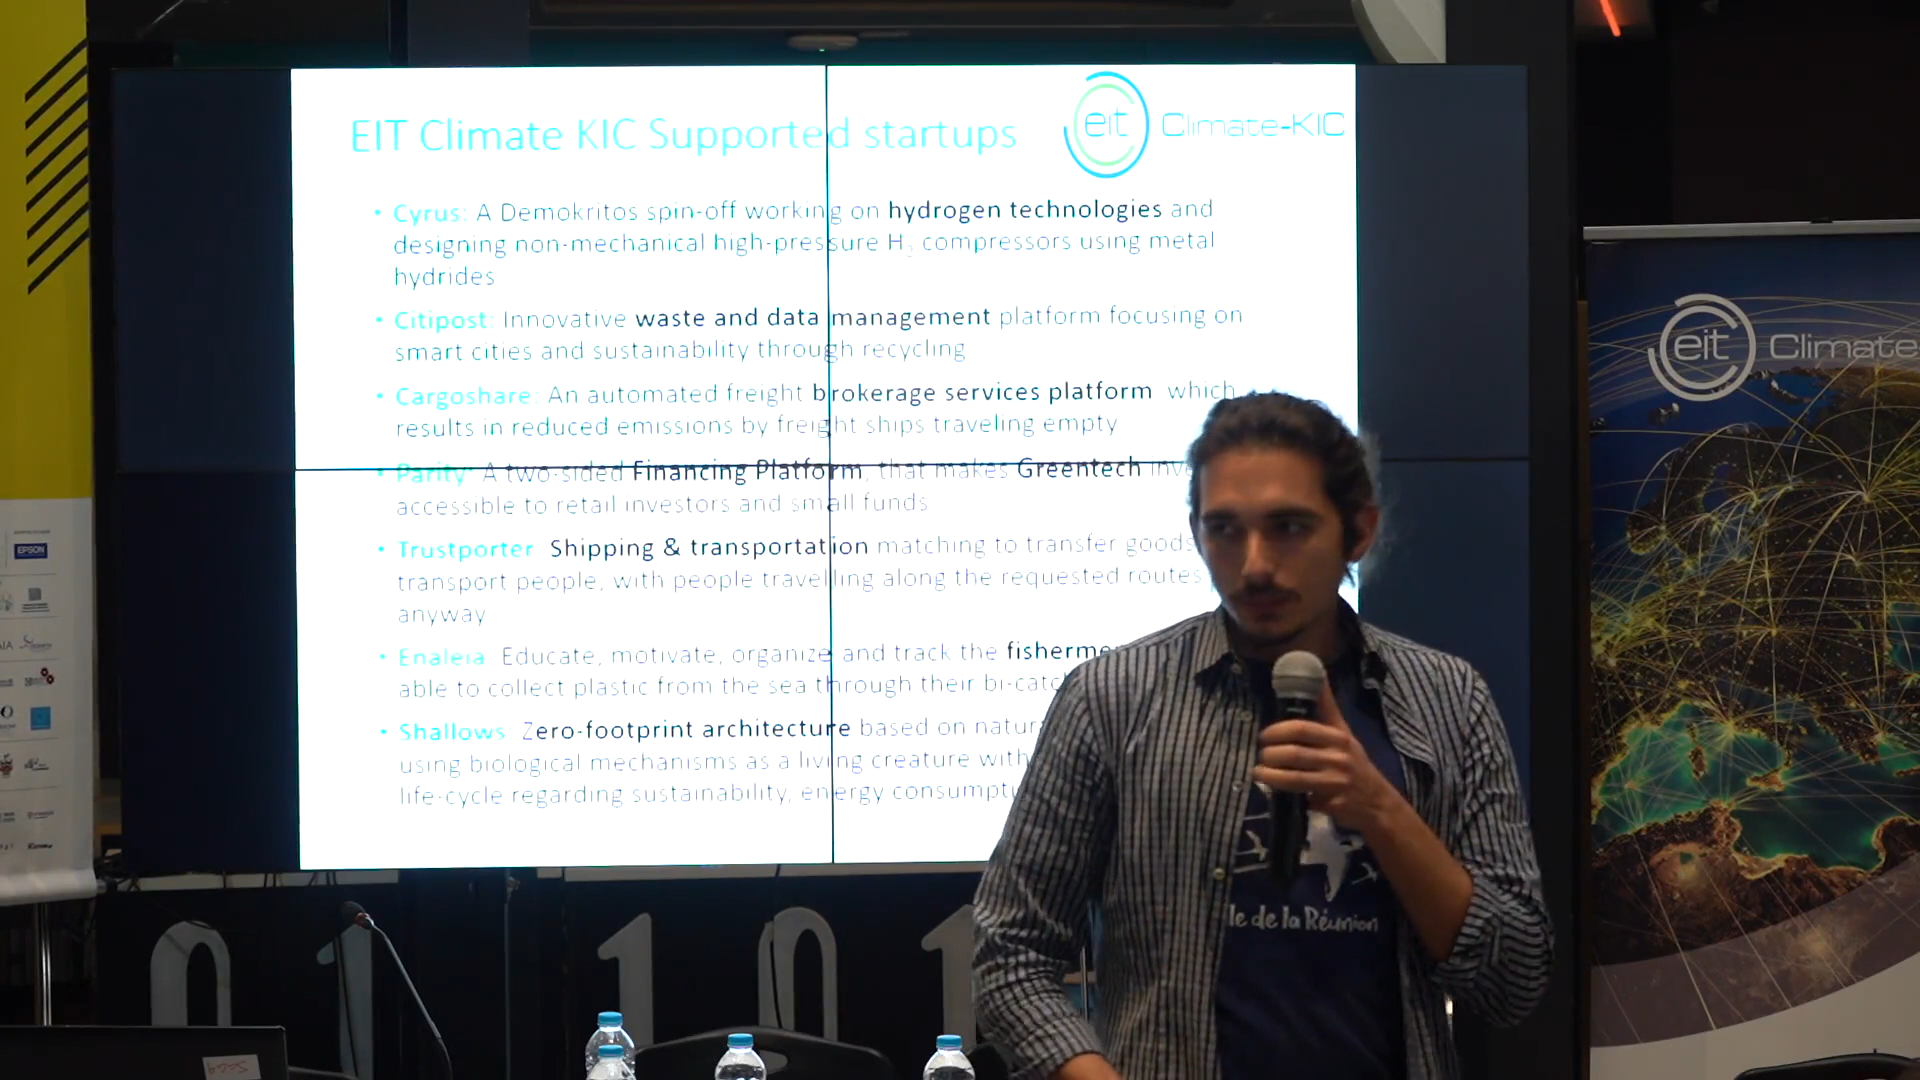 EIT Climate KIC Supported startups
eit Climate-KIC
• Cyrus: A Demokritos spin-off working on hydrogen technologies and
designing non-mechanical high-pressure H2 compressors using metal
hydrides
• Citipost: Innovative waste and data management platform focusing on
smart cities and sustainability through recycling
• Cargoshare: An automated freight brokerage services platform which
results in reduced emissions by freight ships traveling empty
• Parity: A two-sided Financing Platform, that makes Greentech
accessible to retail investors and small funds
• Trustporter Shipping & transportation matching to transfer goods
transport people, with people travelling along the requested routes
anyway
• Enaleia Educate, motivate, organize and track the
able to collect plastic from the sea through their
• Shallows Zero-footprint architecture based on
using biological mechanisms as a living creature with
life-cycle regarding sustainability, energy
eit Climate
EPSON
le de la Réunion
0 1 1 0 1